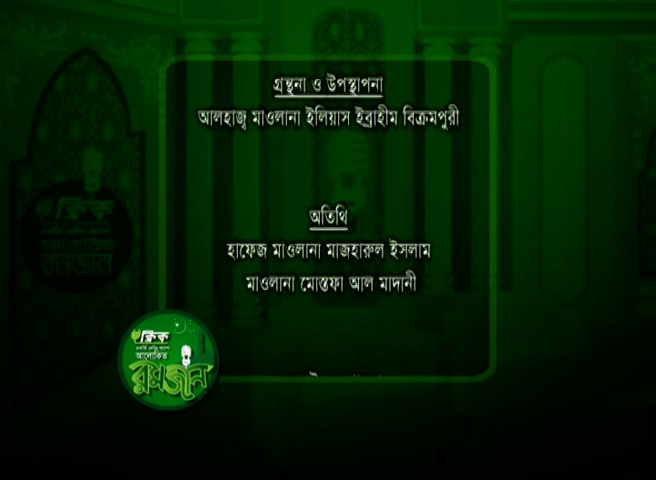 গ্রন্থনা ও উপস্থাপনা
আলহাজ্ব মাওলানা ইলিয়াস ইব্রাহীম বিক্রমপুরী
অতিথি
হাফেজ মাওলানা মাজহারুল ইসলাম
মাওলানা মোস্তফা আল মাদানী
ক্লিক
আলোকিত
রমজান